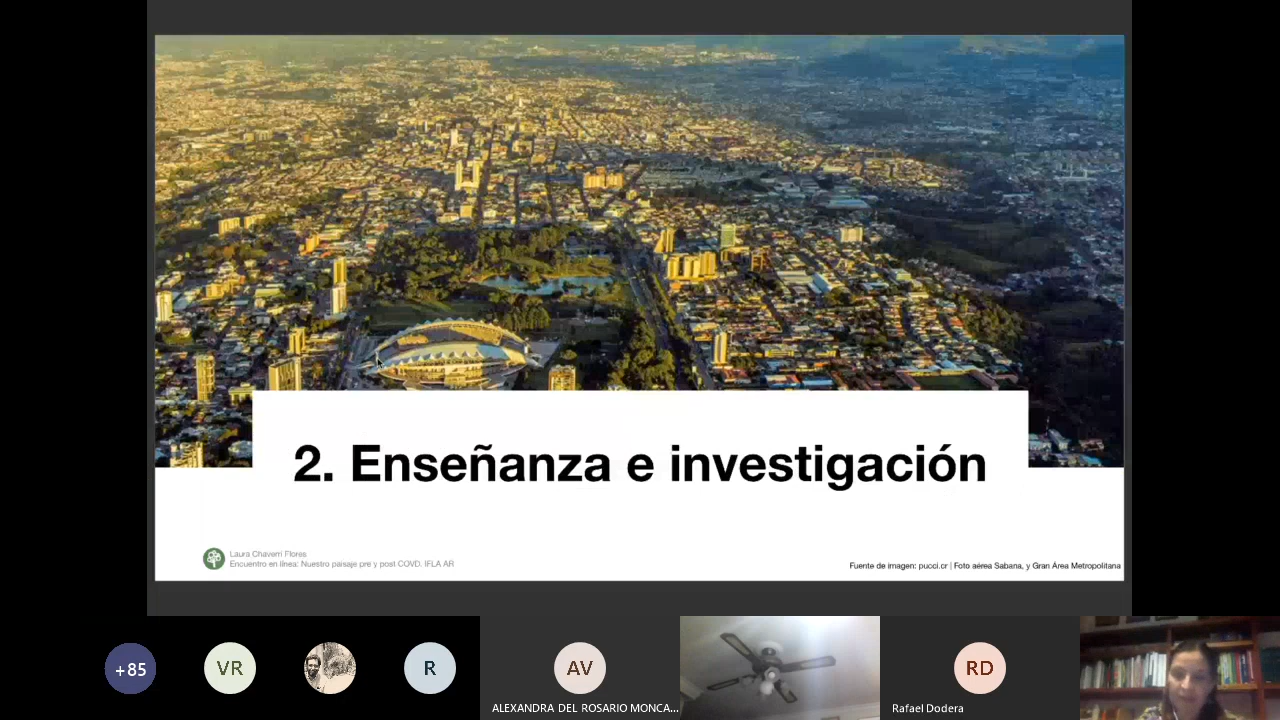 2. Enseñanza e investigación
Laura Chaverri Flores
Encuentro en línea: Nuestro paisaje pre y post COVD. IFLA AR
Fuente de imagen: pucci.cr | Foto aérea Sabana, y Gran Área Metropolitana
+85
VR
R
AV
RD
ALEXANDRA DEL ROSARIO MONCA...
Rafael Dodera